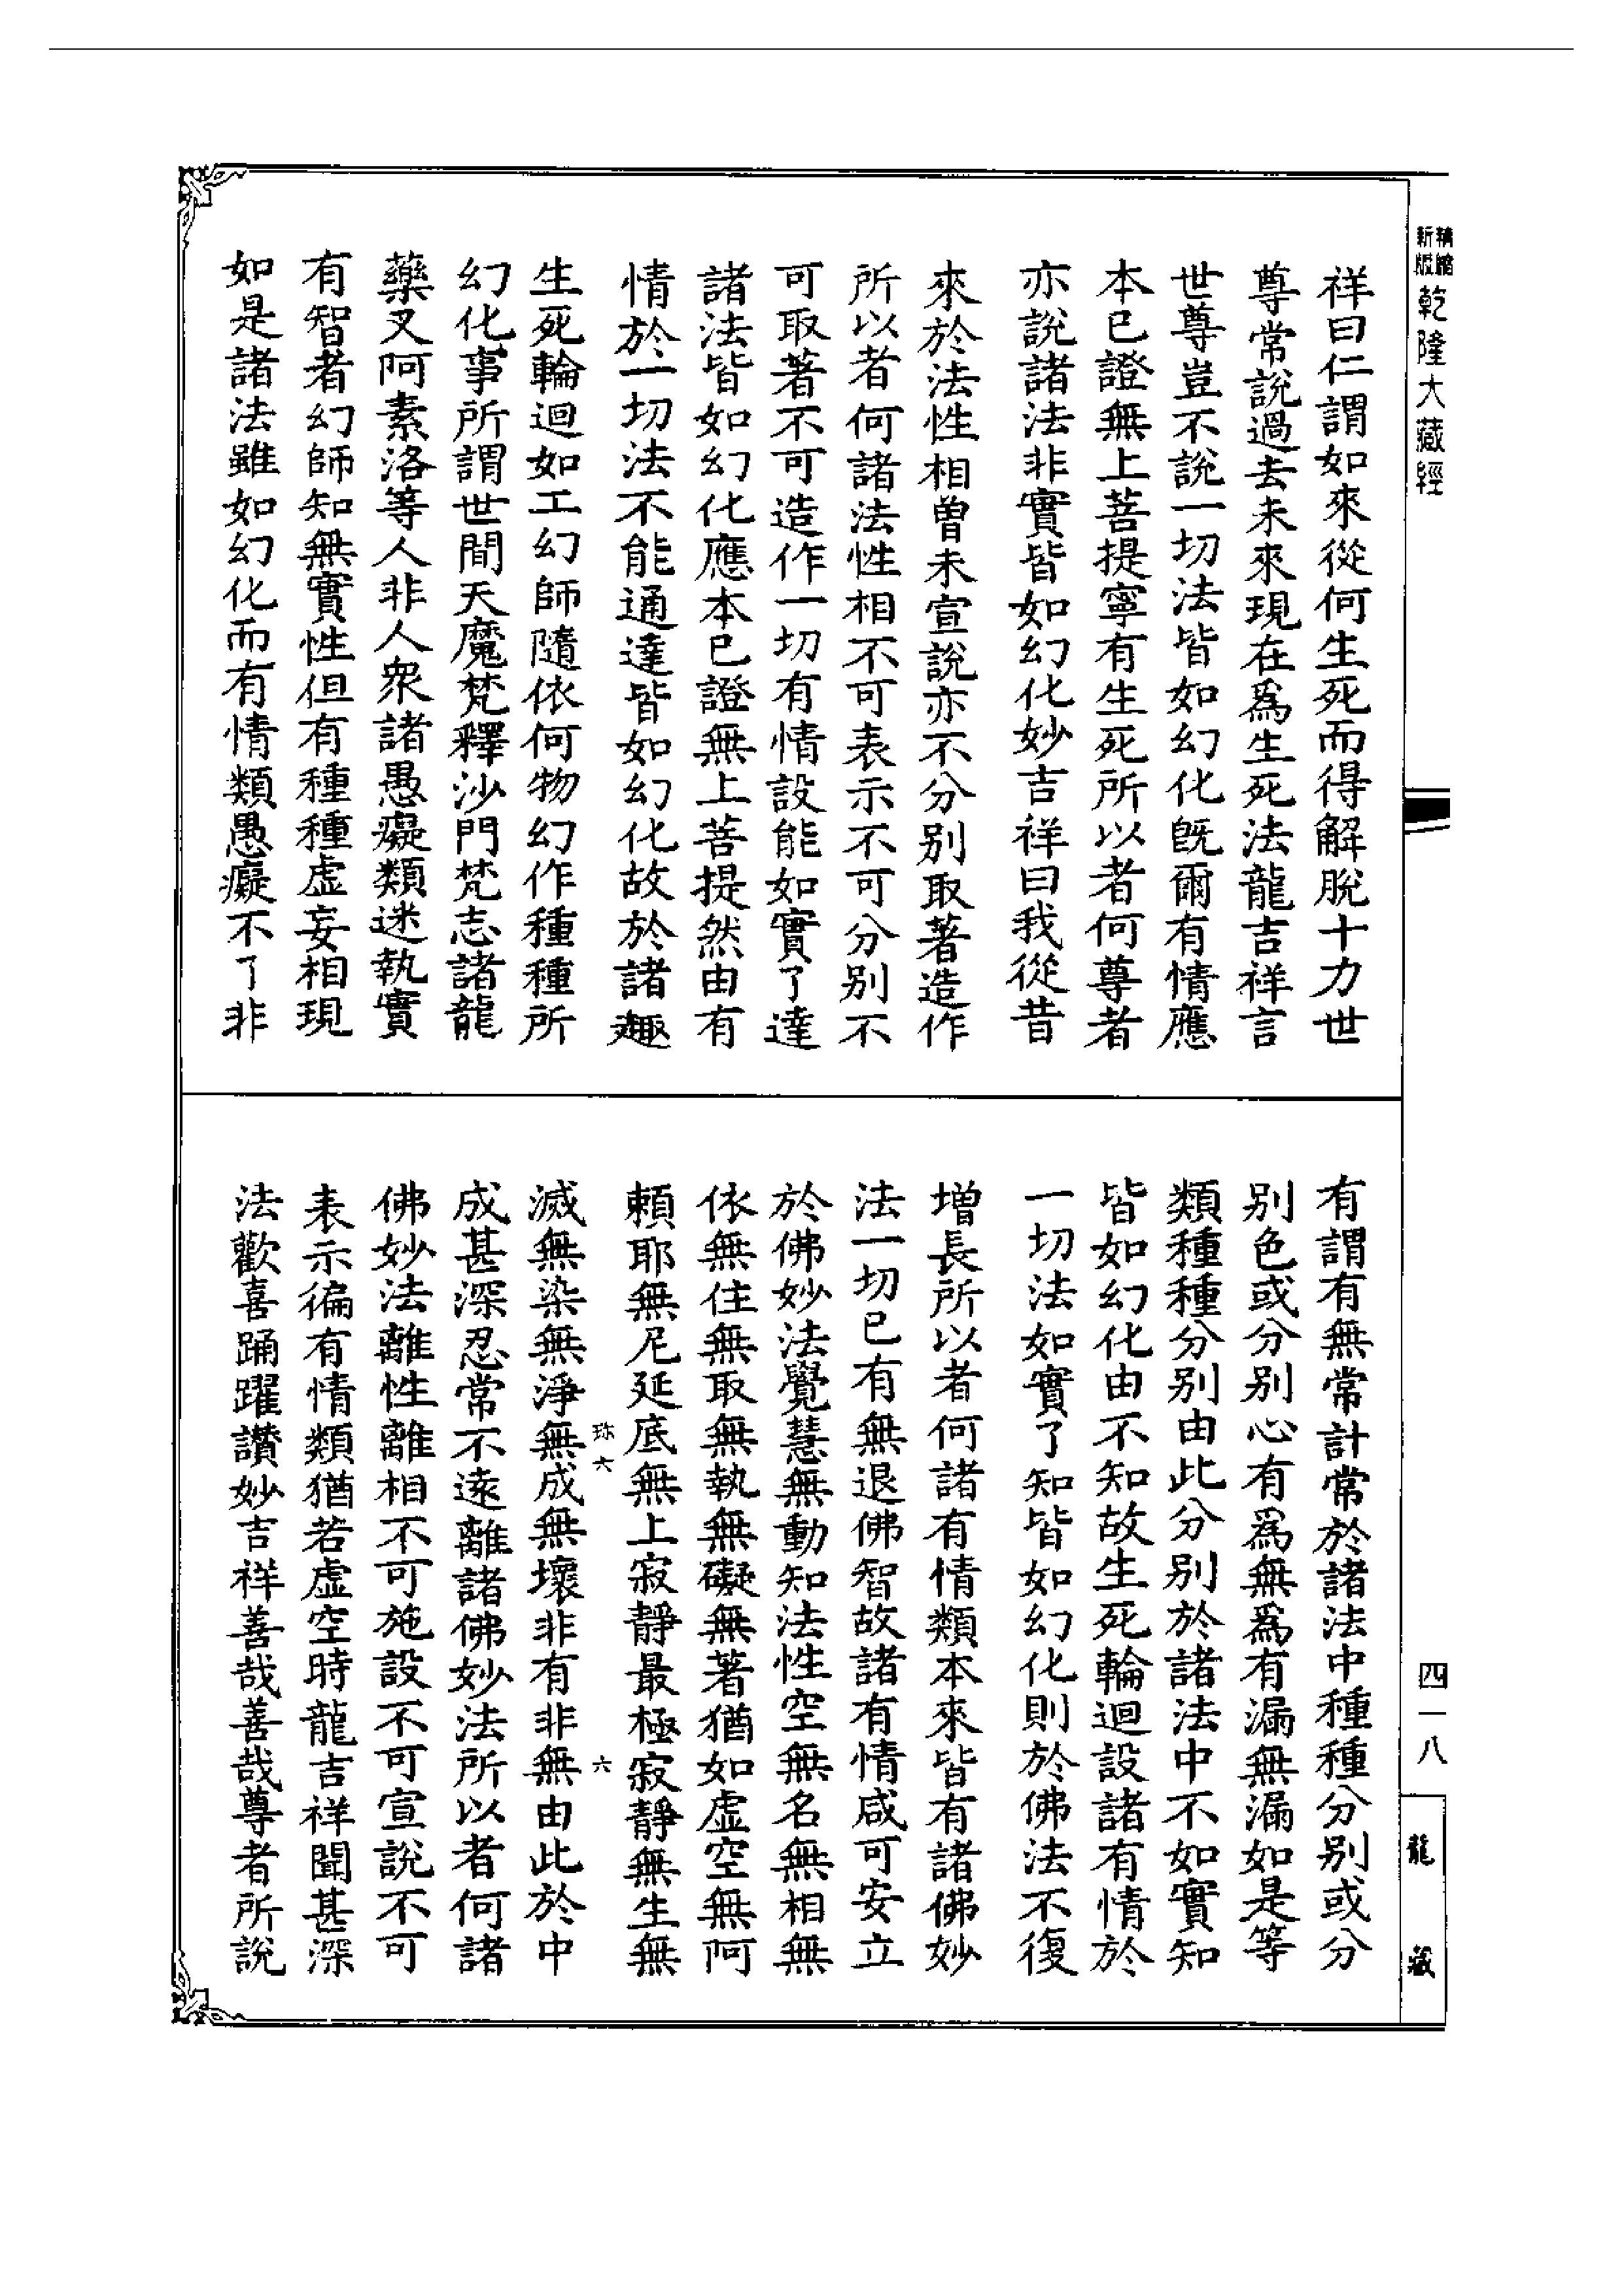 精縮
新版
乾隆大藏經
祥曰仁謂如來從何生死而得解脫十力世
尊常說過去未來現在為生死法龍吉祥言
世尊豈不說一切法皆如幻化既爾有情應
本已證無上菩提寧有生死所以者何尊者
亦說諸法非實皆如幻化妙吉祥曰我從昔
來於法性相曾未宣說亦不分別取著造作
所以者何諸法性相不可表示不可分別不
可取著不可造作一切有情設能如實了達
諸法皆如幻化應本已證無上菩提然由有
情於一切法不能通達皆如幻化故於諸趣
生死輪迴如工幻師隨依何物幻作種種所
幻化事所謂世間天魔梵釋沙門梵志諸龍
藥叉阿素洛等人非人衆諸愚癡類迷執實
有智者幻師知無實性但有種種虛妄相現
如是諸法雖如幻化而有情類愚癡不了非
有謂有無常計常於諸法中種種分別或分
別色或分別心有為無為有漏無漏如是等
類種種分別由此分別於諸法中不如實知
皆如幻化由不知故生死輪迴設諸有情於
一切法如實了知皆如幻化則於佛法不復
增長所以者何諸有情類本來皆有諸佛妙
法一切已有無退佛智故諸有情咸可安立
於佛妙法覺慧無動知法性空無名無相無
依無住無取無執無礙無著猶如虛空無阿
賴耶無尼延底無上寂靜最極寂靜無生無
珎六
六
滅無染無淨無成無壞非有非無由此於中
成甚深忍常不遠離諸佛妙法所以者何諸
佛妙法離性離相不可施設不可宣說不可
表示徧有情類猶若虛空時龍吉祥聞甚深
法歡喜踊躍讚妙吉祥善哉善哉尊者所說
四一八
龍藏